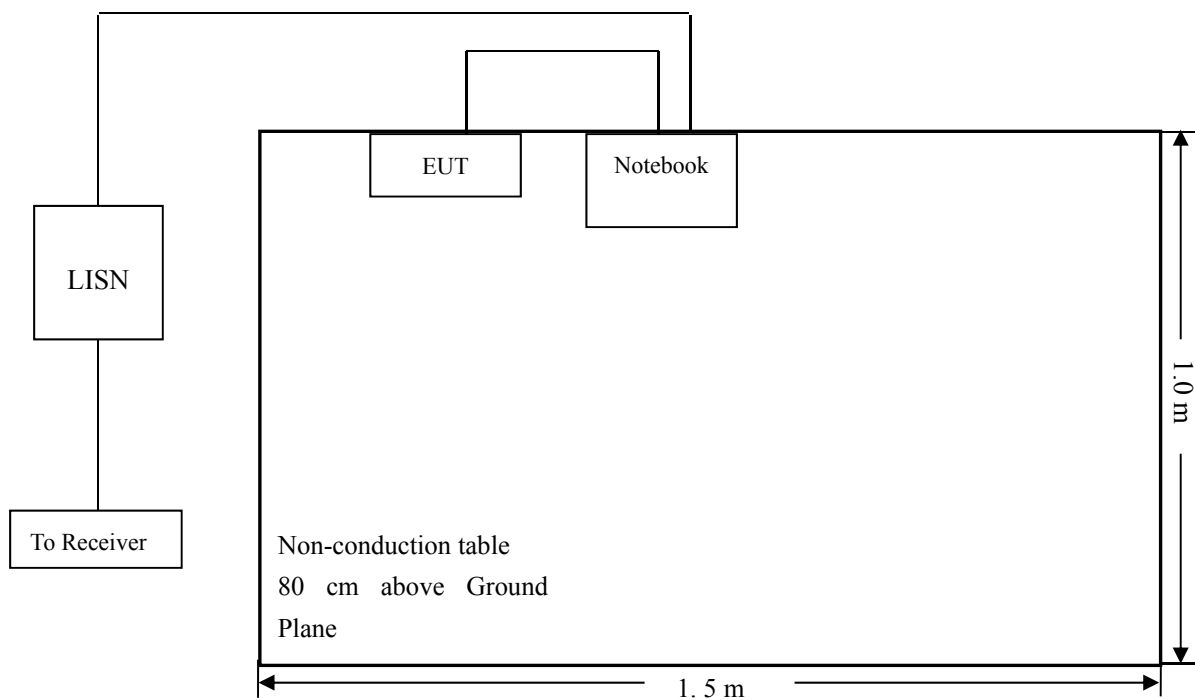 EUT
Notebook
LISN
1.0 m
To Receiver
Non-conduction table
80 cm above Ground
Plane
1. 5 m